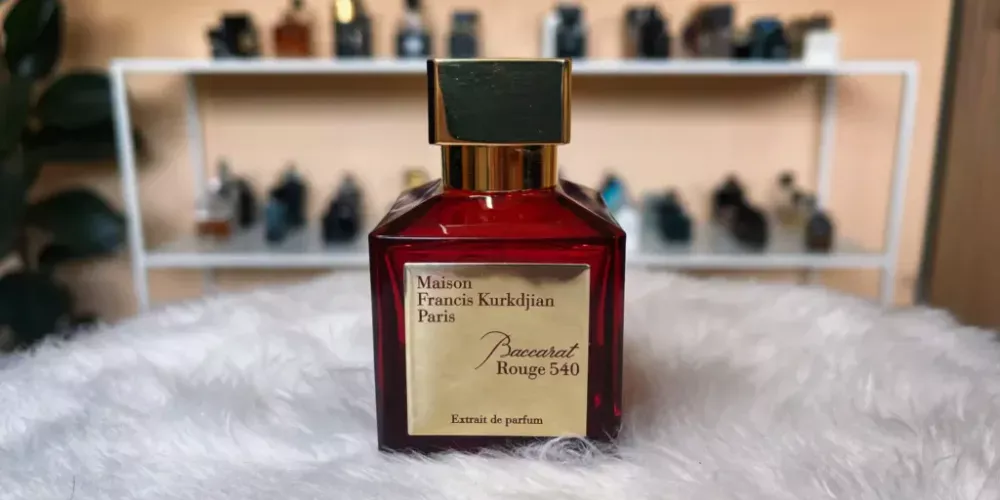 Maison
Francis Kurkdjian
Paris
Baccarat
Rouge 540
Extrait de parfum